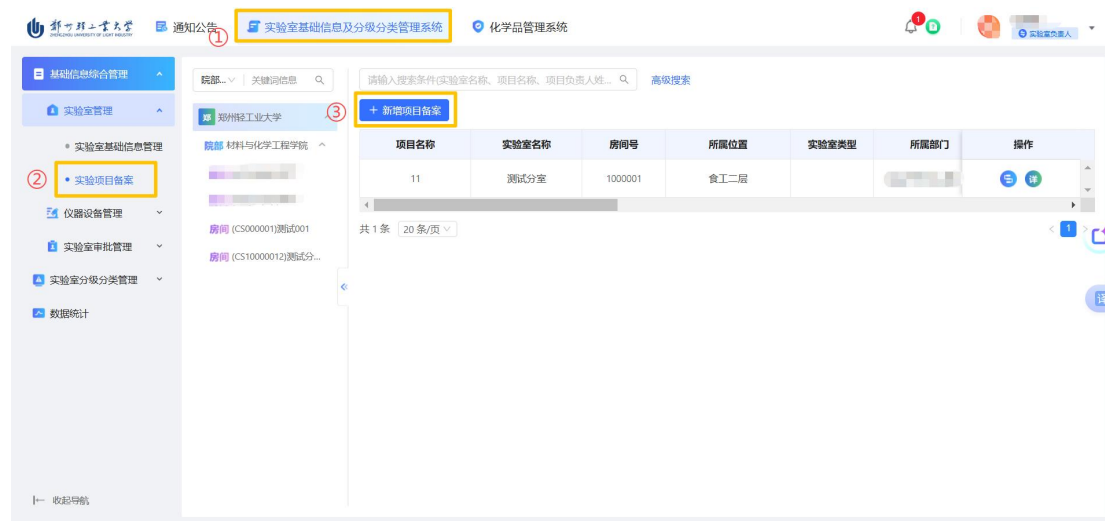 郑州轻工业大学
ZHENGZHOU UNIVERSITY OF LIGHT INDUSTRY
通知公告
①
实验室基础信息及分级分类管理系统
化学品管理系统
1
实验室负责人
基础信息综合管理
实验室管理
实验室基础信息管理
②
实验项目备案
仪器设备管理
实验室审批管理
实验室分级分类管理
数据统计
收起导航
院部...
关键词信息
郑 郑州轻工业大学
院部 材料与化学工程学院
房间 (CS000001)测试001
房间 (CS10000012)测试分...
请输入搜索条件(实验室名称、项目名称、项目负责人姓...
高级搜索
③
+ 新增项目备案
项目名称 实验室名称 房间号 所属位置 实验室类型 所属部门 操作
11 测试分室 1000001 食工二层 详
共 1 条 20 条/页 < 1 >
译